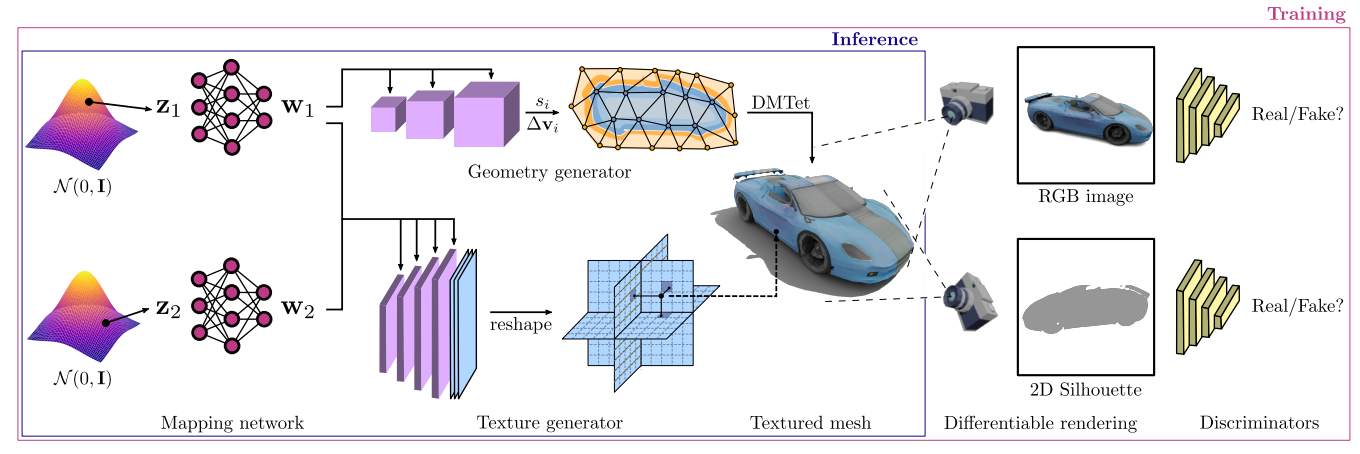 Training
Inference
z₁
w₁
𝒩(0, I)
sᵢ
Δvᵢ
Geometry generator
DMTet
RGB image
Real/Fake?
z₂
w₂
𝒩(0, I)
reshape
2D Silhouette
Real/Fake?
Mapping network
Texture generator
Textured mesh
Differentiable rendering
Discriminators